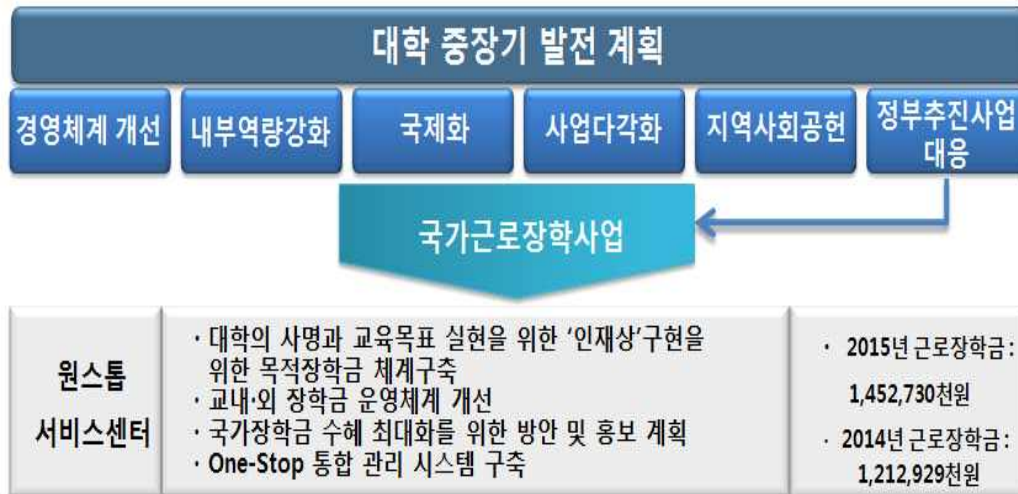 대학 중장기 발전 계획
경영체계 개선
내부역량강화
국제화
사업다각화
지역사회공헌
정부추진사업
대응
국가근로장학사업
원스톱
서비스센터
· 대학의 사명과 교육목표 실현을 위한 ‘인재상’구현을
위한 목적장학금 체계구축
· 교내·외 장학금 운영체계 개선
· 국가장학금 수혜 최대화를 위한 방안 및 홍보 계획
· One-Stop 통합 관리 시스템 구축
· 2015년 근로장학금:
1,452,730천원
· 2014년 근로장학금:
1,212,929천원